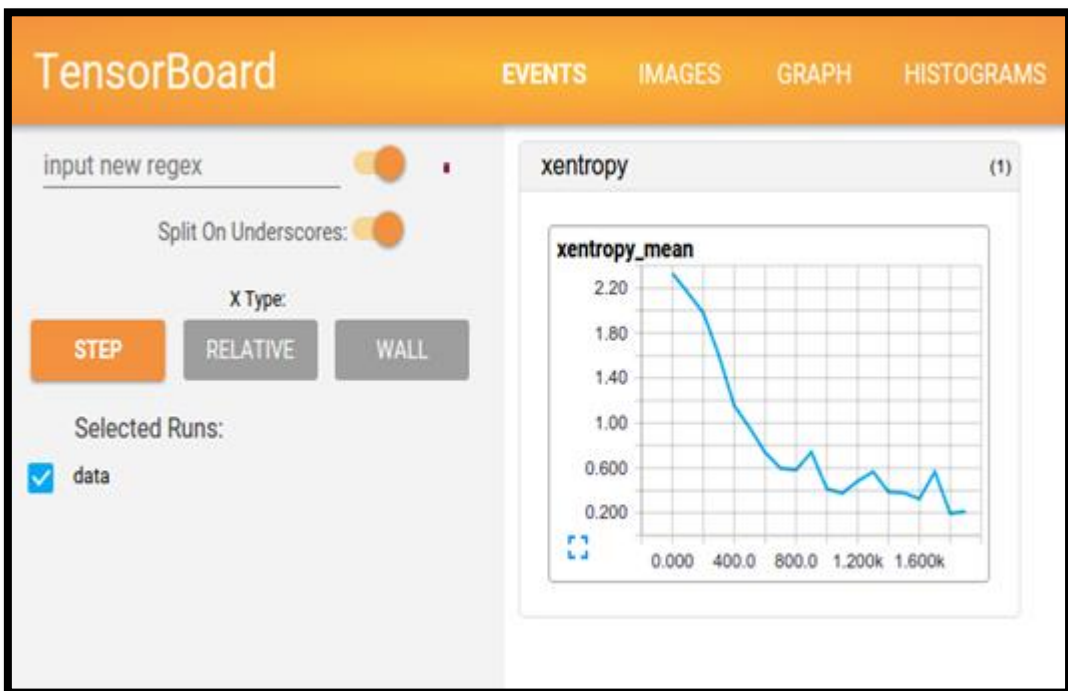 TensorBoard
EVENTS IMAGES GRAPH HISTOGRAMS
input new regex
Split On Underscores:
X Type:
STEP RELATIVE WALL
Selected Runs:
data
xentropy (1)
xentropy_mean
2.20
1.80
1.40
1.00
0.600
0.200
0.000 400.0 800.0 1.200k 1.600k